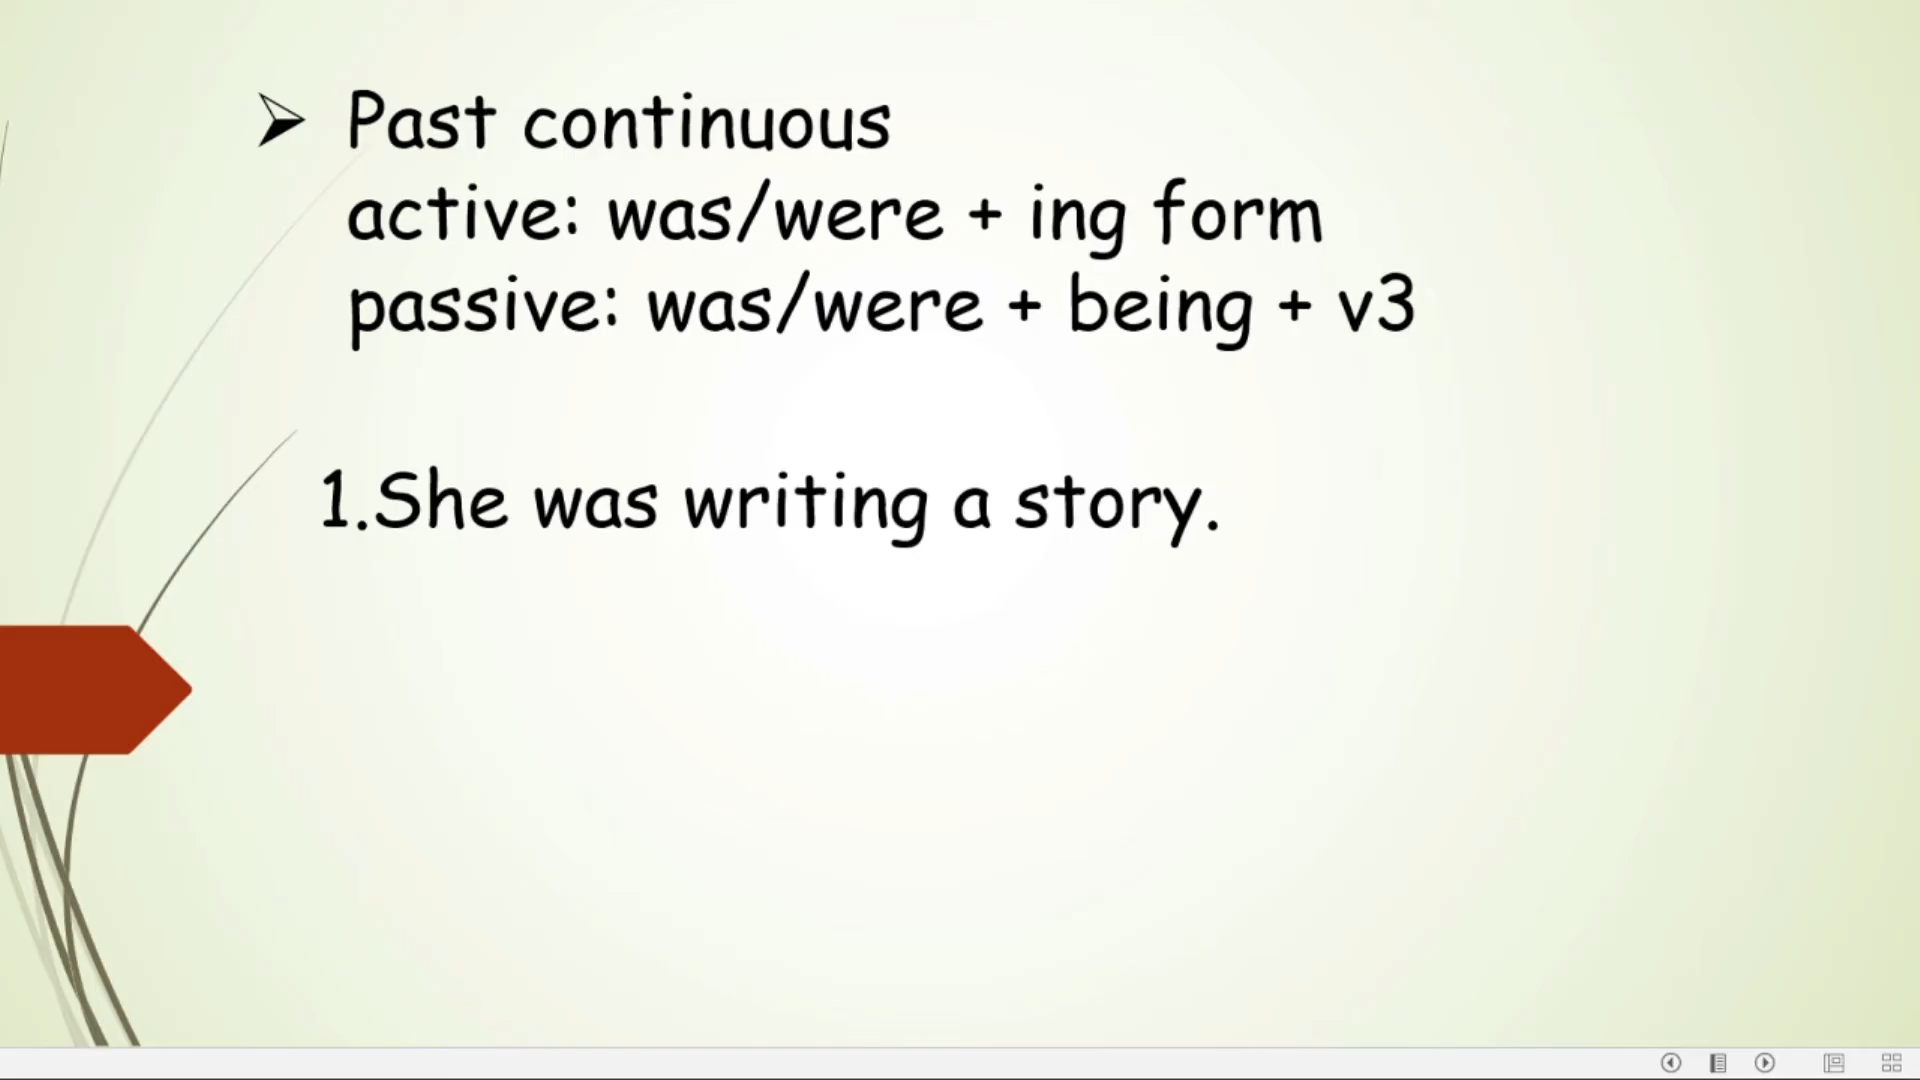 Past continuous
active: was/were + ing form
passive: was/were + being + v3
1.She was writing a story.